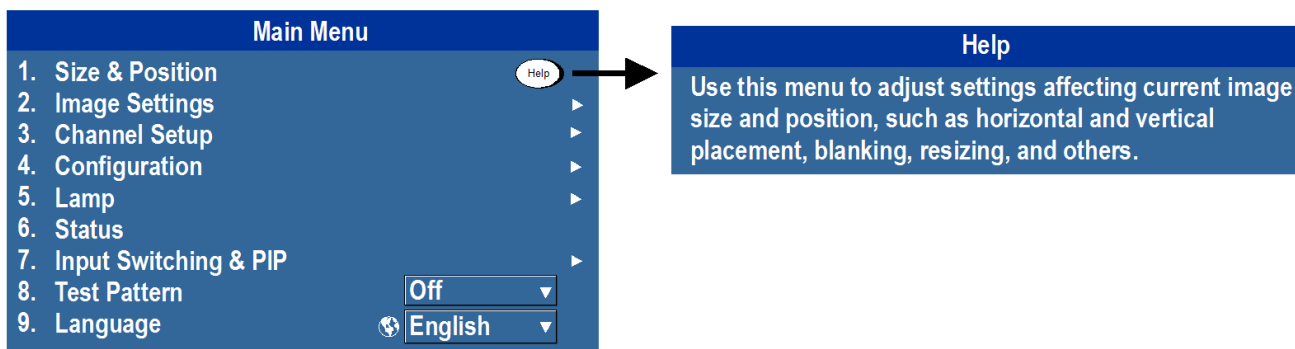 Main Menu
1. Size & Position
Help
2. Image Settings
3. Channel Setup
4. Configuration
5. Lamp
6. Status
7. Input Switching & PIP
8. Test Pattern Off
9. Language English
Help
Use this menu to adjust settings affecting current image
size and position, such as horizontal and vertical
placement, blanking, resizing, and others.